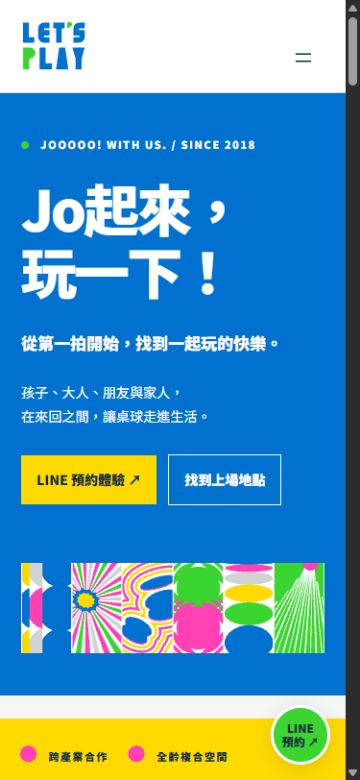 LET'S
PLAY
JOOOOO! WITH US. / SINCE 2018
Jo起來，
玩一下！
從第一拍開始，找到一起玩的快樂。
孩子、大人、朋友與家人，
在來回之間，讓桌球走進生活。
LINE 預約體驗 ↗
找到上場地點
LINE
預約 ↗
跨產業合作
全齡複合空間